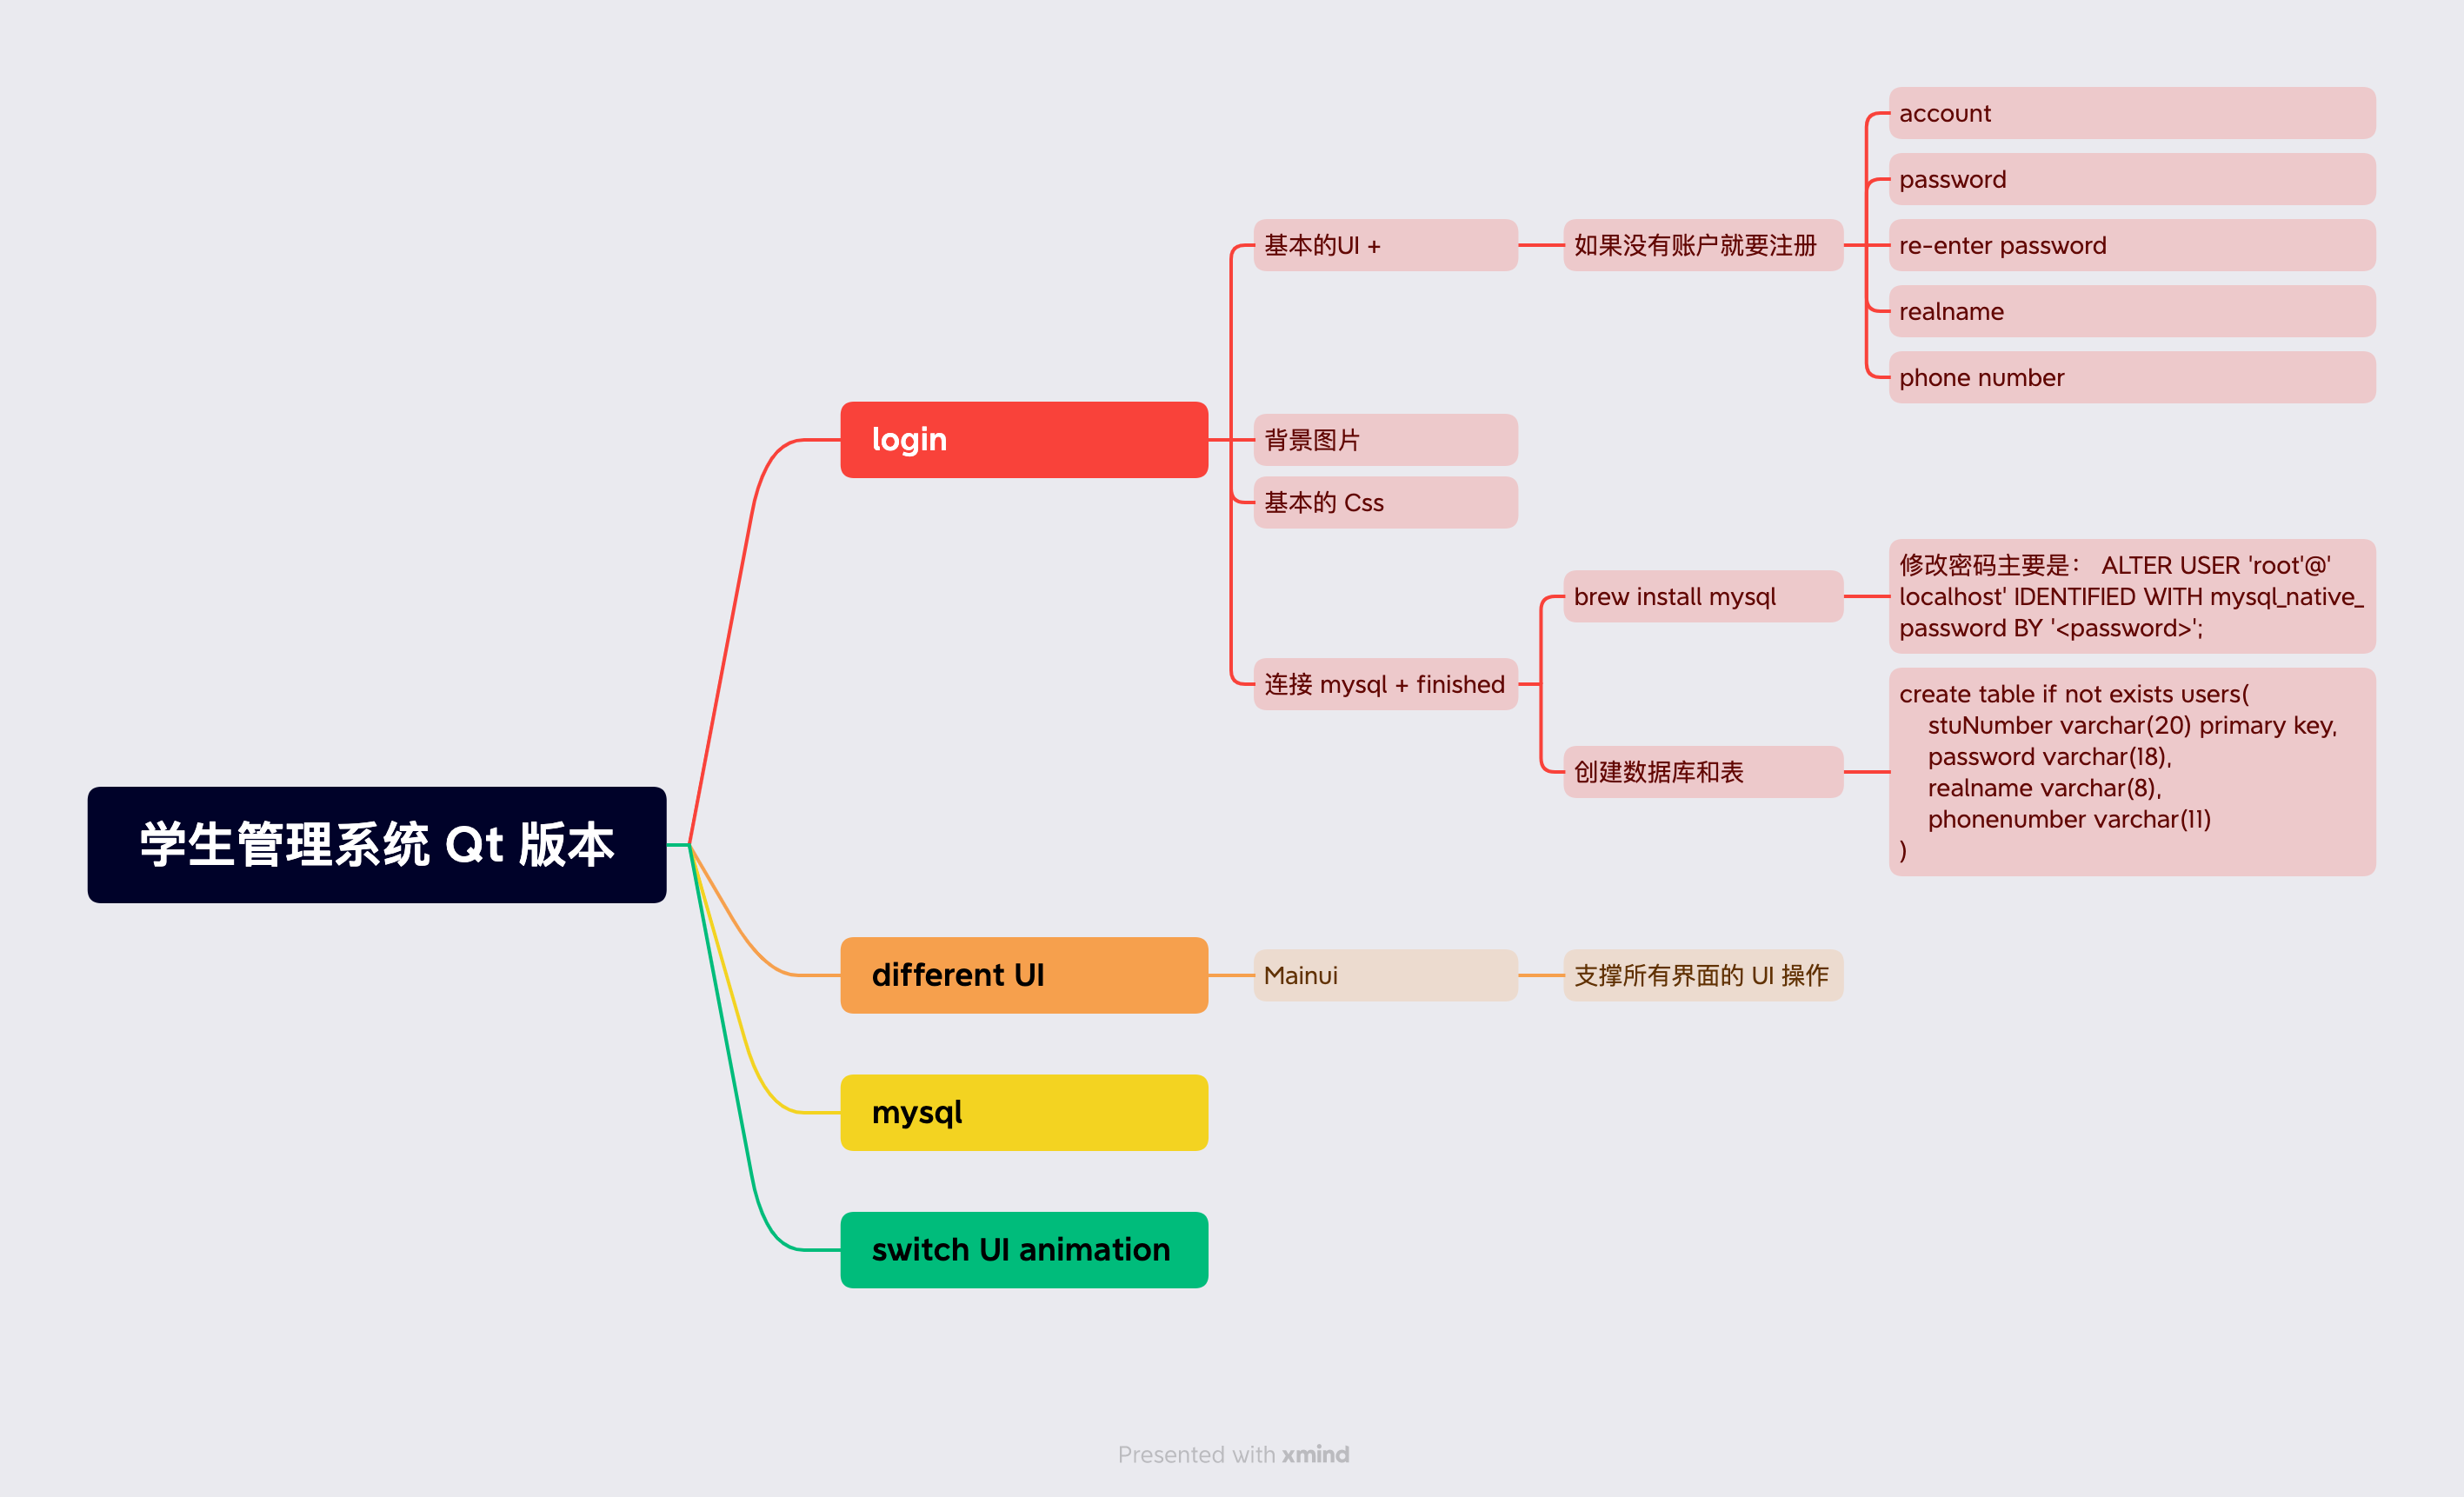 学生管理系统 Qt 版本
login
基本的UI +
如果没有账户就要注册
account
password
re-enter password
realname
phone number
背景图片
基本的 Css
连接 mysql + finished
brew install mysql
修改密码主要是： ALTER USER 'root'@'
localhost' IDENTIFIED WITH mysql_native_
password BY '<password>';
创建数据库和表
create table if not exists users(
    stuNumber varchar(20) primary key,
    password varchar(18),
    realname varchar(8),
    phonenumber varchar(11)
)
different UI
Mainui
支撑所有界面的 UI 操作
mysql
switch UI animation
Presented with xmind